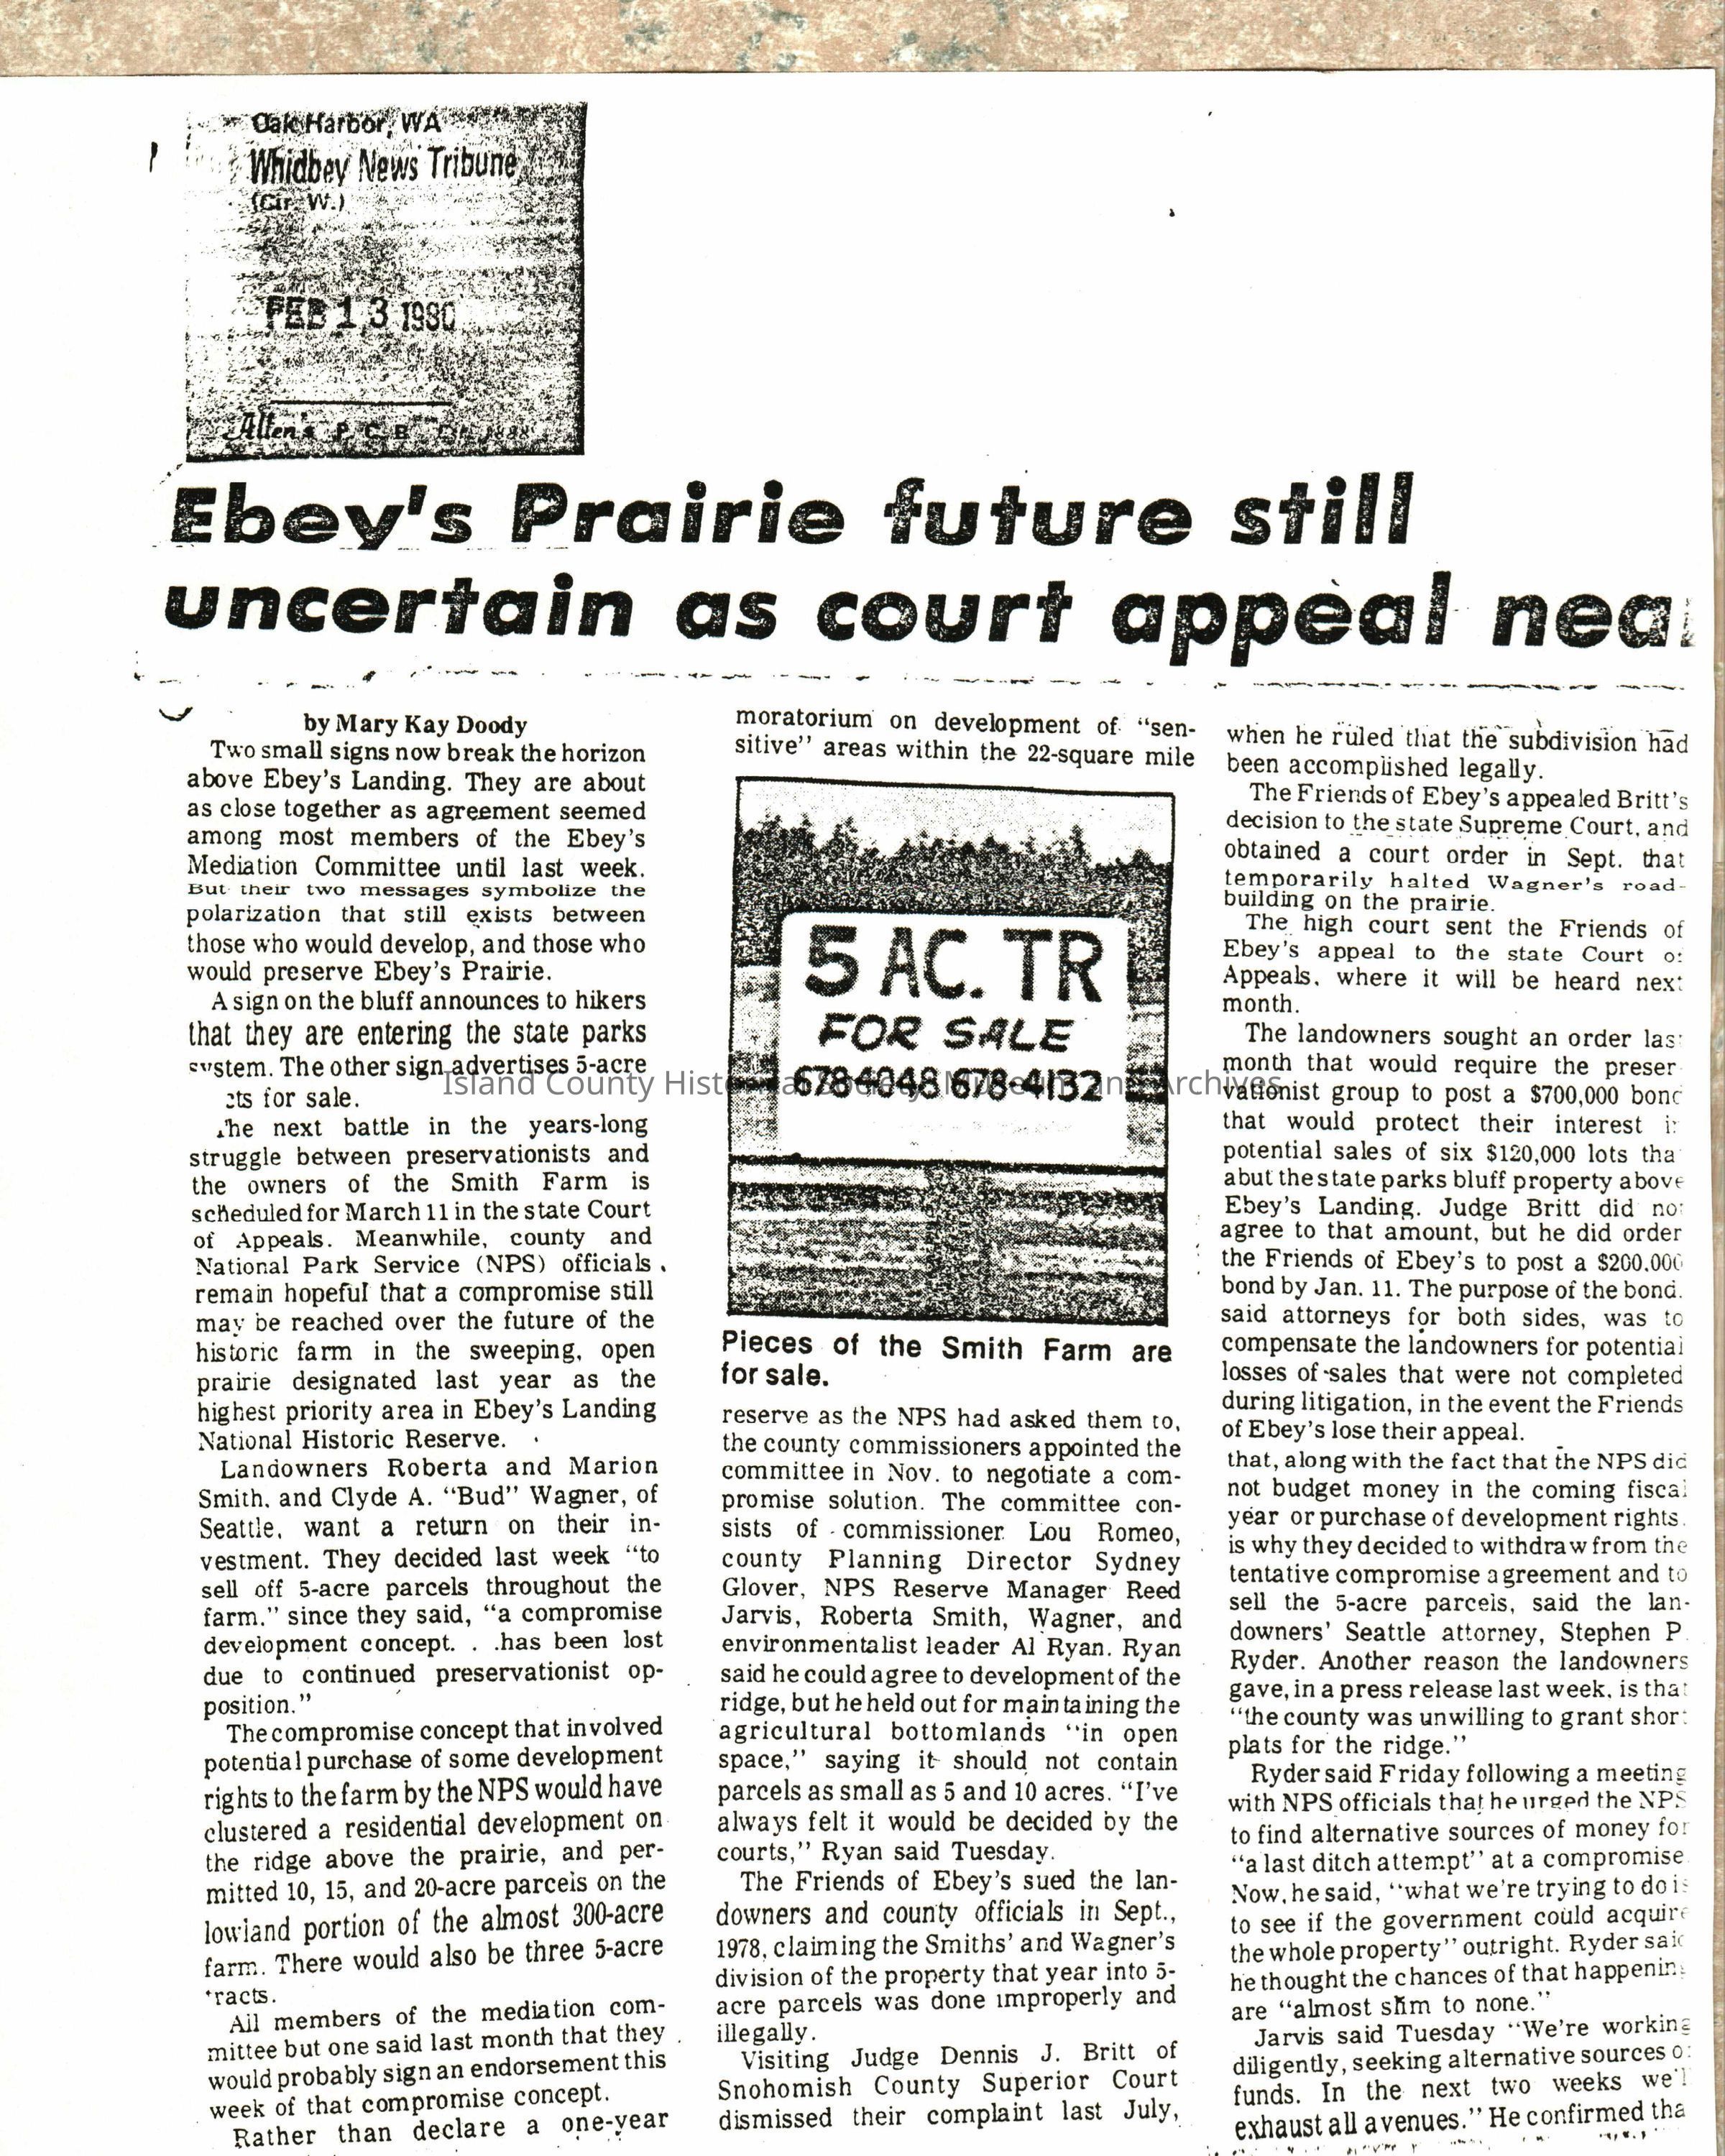 Oak Harbor, WA
Whidbey News Tribune
(Cir. W.)
FEB 13 1980
Allen's P. C. B. Est. 1888
Ebey's Prairie future still
uncertain as court appeal nea
by Mary Kay Doody
Two small signs now break the horizon
above Ebey's Landing. They are about
as close together as agreement seemed
among most members of the Ebey's
Mediation Committee until last week.
But their two messages symbolize the
polarization that still exists between
those who would develop, and those who
would preserve Ebey's Prairie.
A sign on the bluff announces to hikers
that they are entering the state parks
system. The other sign advertises 5-acre
cts for sale.
The next battle in the years-long
struggle between preservationists and
the owners of the Smith Farm is
scheduled for March 11 in the state Court
of Appeals. Meanwhile, county and
National Park Service (NPS) officials
remain hopeful that a compromise still
may be reached over the future of the
historic farm in the sweeping, open
prairie designated last year as the
highest priority area in Ebey's Landing
National Historic Reserve.
Landowners Roberta and Marion
Smith, and Clyde A. "Bud" Wagner, of
Seattle, want a return on their in-
vestment. They decided last week "to
sell off 5-acre parcels throughout the
farm." since they said, "a compromise
development concept. . .has been lost
due to continued preservationist op-
position."
The compromise concept that involved
potential purchase of some development
rights to the farm by the NPS would have
clustered a residential development on
the ridge above the prairie, and per-
mitted 10, 15, and 20-acre parcels on the
lowland portion of the almost 300-acre
farm. There would also be three 5-acre
tracts.
All members of the mediation com-
mittee but one said last month that they
would probably sign an endorsement this
week of that compromise concept.
Rather than declare a one-year
moratorium on development of "sen-
sitive" areas within the 22-square mile
5 AC. TR
FOR SALE
678-4048 678-4132
Pieces of the Smith Farm are
for sale.
reserve as the NPS had asked them to,
the county commissioners appointed the
committee in Nov. to negotiate a com-
promise solution. The committee con-
sists of commissioner Lou Romeo,
county Planning Director Sydney
Glover, NPS Reserve Manager Reed
Jarvis, Roberta Smith, Wagner, and
environmentalist leader Al Ryan. Ryan
said he could agree to development of the
ridge, but he held out for maintaining the
agricultural bottomlands "in open
space," saying it should not contain
parcels as small as 5 and 10 acres. "I've
always felt it would be decided by the
courts," Ryan said Tuesday.
The Friends of Ebey's sued the lan-
downers and county officials in Sept.,
1978, claiming the Smiths' and Wagner's
division of the property that year into 5-
acre parcels was done improperly and
illegally.
Visiting Judge Dennis J. Britt of
Snohomish County Superior Court
dismissed their complaint last July,
when he ruled that the subdivision had
been accomplished legally.
The Friends of Ebey's appealed Britt's
decision to the state Supreme Court, and
obtained a court order in Sept. that
temporarily halted Wagner's road-
building on the prairie.
The high court sent the Friends of
Ebey's appeal to the state Court of
Appeals, where it will be heard next
month.
The landowners sought an order last
month that would require the preser
vationist group to post a $700,000 bond
that would protect their interest in
potential sales of six $120,000 lots tha
abut the state parks bluff property above
Ebey's Landing. Judge Britt did not
agree to that amount, but he did order
the Friends of Ebey's to post a $200,000
bond by Jan. 11. The purpose of the bond,
said attorneys for both sides, was to
compensate the landowners for potential
losses of sales that were not completed
during litigation, in the event the Friends
of Ebey's lose their appeal.
that, along with the fact that the NPS did
not budget money in the coming fiscal
year or purchase of development rights.
is why they decided to withdraw from the
tentative compromise agreement and to
sell the 5-acre parcels, said the lan-
downers' Seattle attorney, Stephen P.
Ryder. Another reason the landowners
gave, in a press release last week, is that
"the county was unwilling to grant short
plats for the ridge."
Ryder said Friday following a meeting
with NPS officials that he urged the NPS
to find alternative sources of money for
"a last ditch attempt" at a compromise.
Now, he said, "what we're trying to do is
to see if the government could acquire
the whole property" outright. Ryder said
he thought the chances of that happening
are "almost slim to none."
Jarvis said Tuesday "We're working
diligently, seeking alternative sources of
funds. In the next two weeks we'll
exhaust all avenues." He confirmed tha
Island County Historical Society Museum and Archives